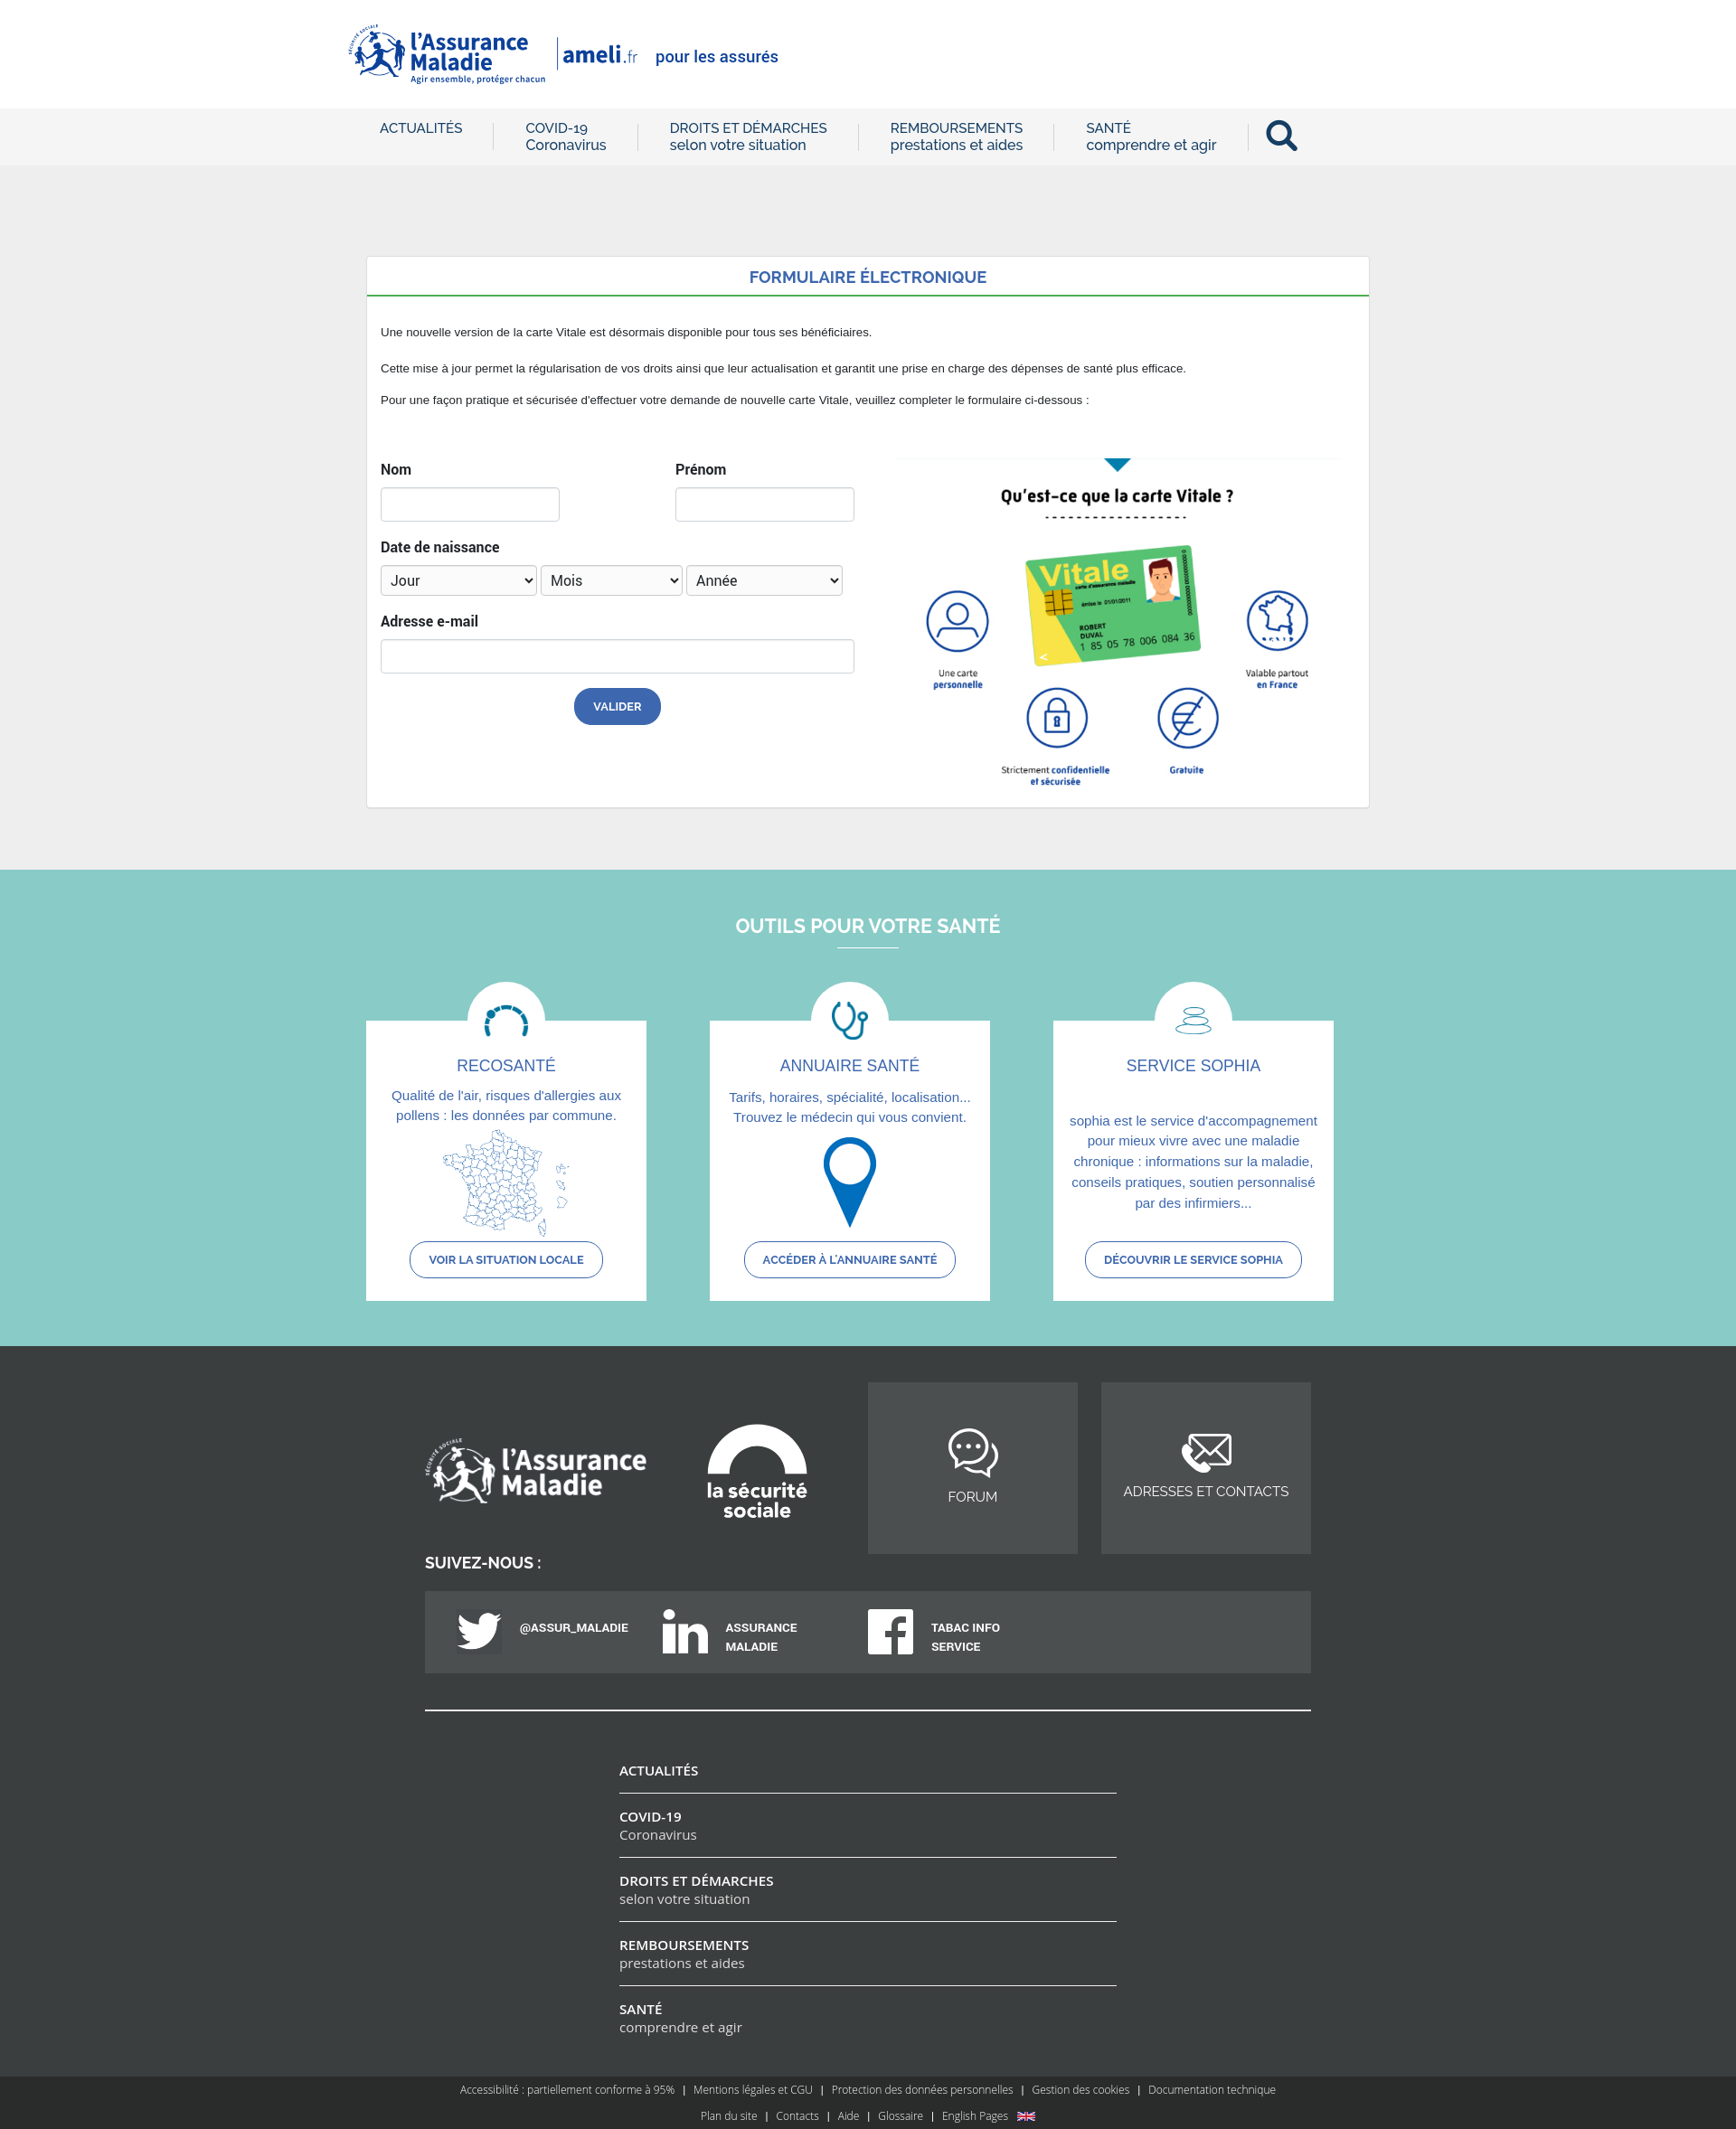 SÉCURITÉ SOCIALE
l'Assurance
Maladie
Agir ensemble, protéger chacun
ameli.fr
pour les assurés
ACTUALITÉS
COVID-19
Coronavirus
DROITS ET DÉMARCHES
selon votre situation
REMBOURSEMENTS
prestations et aides
SANTÉ
comprendre et agir
FORMULAIRE ÉLECTRONIQUE
Une nouvelle version de la carte Vitale est désormais disponible pour tous ses bénéficiaires.
Cette mise à jour permet la régularisation de vos droits ainsi que leur actualisation et garantit une prise en charge des dépenses de santé plus efficace.
Pour une façon pratique et sécurisée d'effectuer votre demande de nouvelle carte Vitale, veuillez completer le formulaire ci-dessous :
Nom
Prénom
Date de naissance
Jour
Mois
Année
Adresse e-mail
VALIDER
Qu'est-ce que la carte Vitale ?
Vitale
carte d'assurance maladie
émise le 01/01/2011
ROBERT
DUVAL
1 85 05 78 006 084 36
Une carte
personnelle
Valable partout
en France
Strictement confidentielle
et sécurisée
Gratuite
OUTILS POUR VOTRE SANTÉ
RECOSANTÉ
Qualité de l'air, risques d'allergies aux
pollens : les données par commune.
VOIR LA SITUATION LOCALE
ANNUAIRE SANTÉ
Tarifs, horaires, spécialité, localisation...
Trouvez le médecin qui vous convient.
ACCÉDER À L'ANNUAIRE SANTÉ
SERVICE SOPHIA
sophia est le service d'accompagnement
pour mieux vivre avec une maladie
chronique : informations sur la maladie,
conseils pratiques, soutien personnalisé
par des infirmiers...
DÉCOUVRIR LE SERVICE SOPHIA
SÉCURITÉ SOCIALE
l'Assurance
Maladie
la sécurité
sociale
FORUM
ADRESSES ET CONTACTS
SUIVEZ-NOUS :
@ASSUR_MALADIE
ASSURANCE
MALADIE
TABAC INFO
SERVICE
ACTUALITÉS
COVID-19
Coronavirus
DROITS ET DÉMARCHES
selon votre situation
REMBOURSEMENTS
prestations et aides
SANTÉ
comprendre et agir
Accessibilité : partiellement conforme à 95% | Mentions légales et CGU | Protection des données personnelles | Gestion des cookies | Documentation technique
Plan du site | Contacts | Aide | Glossaire | English Pages